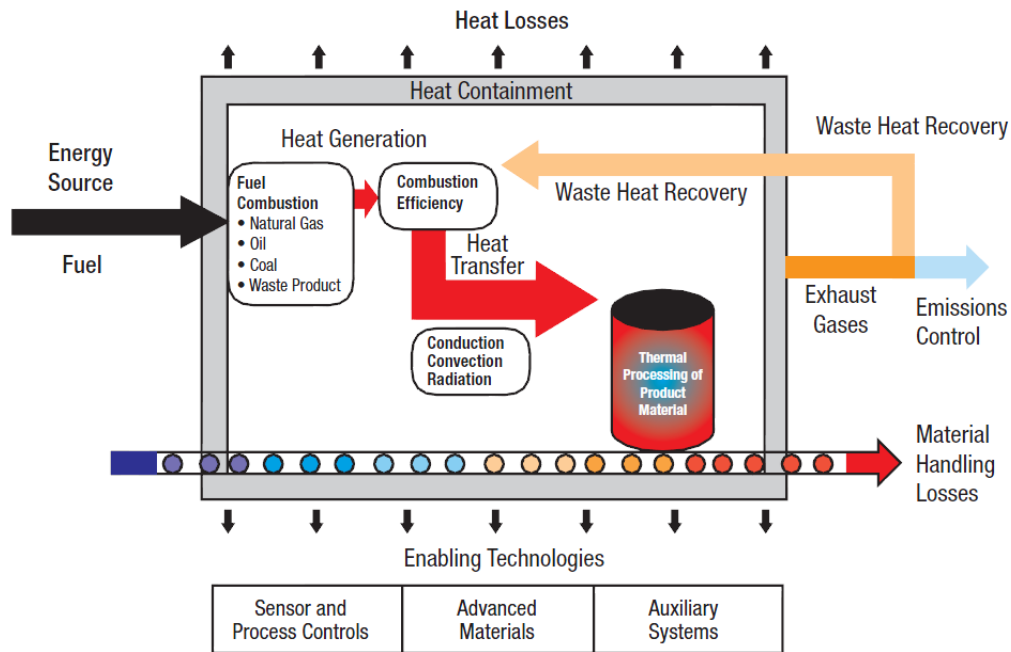 Heat Losses
Heat Containment
Waste Heat Recovery
Heat Generation
Energy
Source
Fuel
Fuel
Combustion
• Natural Gas
• Oil
• Coal
• Waste Product
Combustion
Efficiency
Waste Heat Recovery
Heat
Transfer
Conduction
Convection
Radiation
Thermal
Processing of
Product
Material
Exhaust
Gases
Emissions
Control
Material
Handling
Losses
Enabling Technologies
Sensor and
Process Controls
Advanced
Materials
Auxiliary
Systems